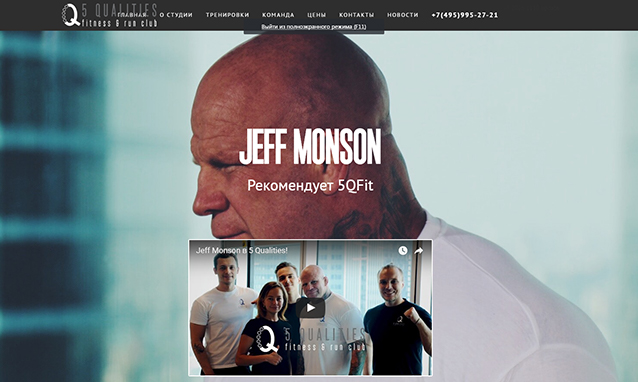 5 QUALITIES
fitness & run club
ГЛАВНАЯ О СТУДИИ ТРЕНИРОВКИ КОМАНДА ЦЕНЫ КОНТАКТЫ НОВОСТИ +7(495)995-27-21
Выйти из полноэкранного режима (F11)
JEFF MONSON
Рекомендует 5QFit
Jeff Monson в 5 Qualities!
5 QUALITIES
fitness & run club